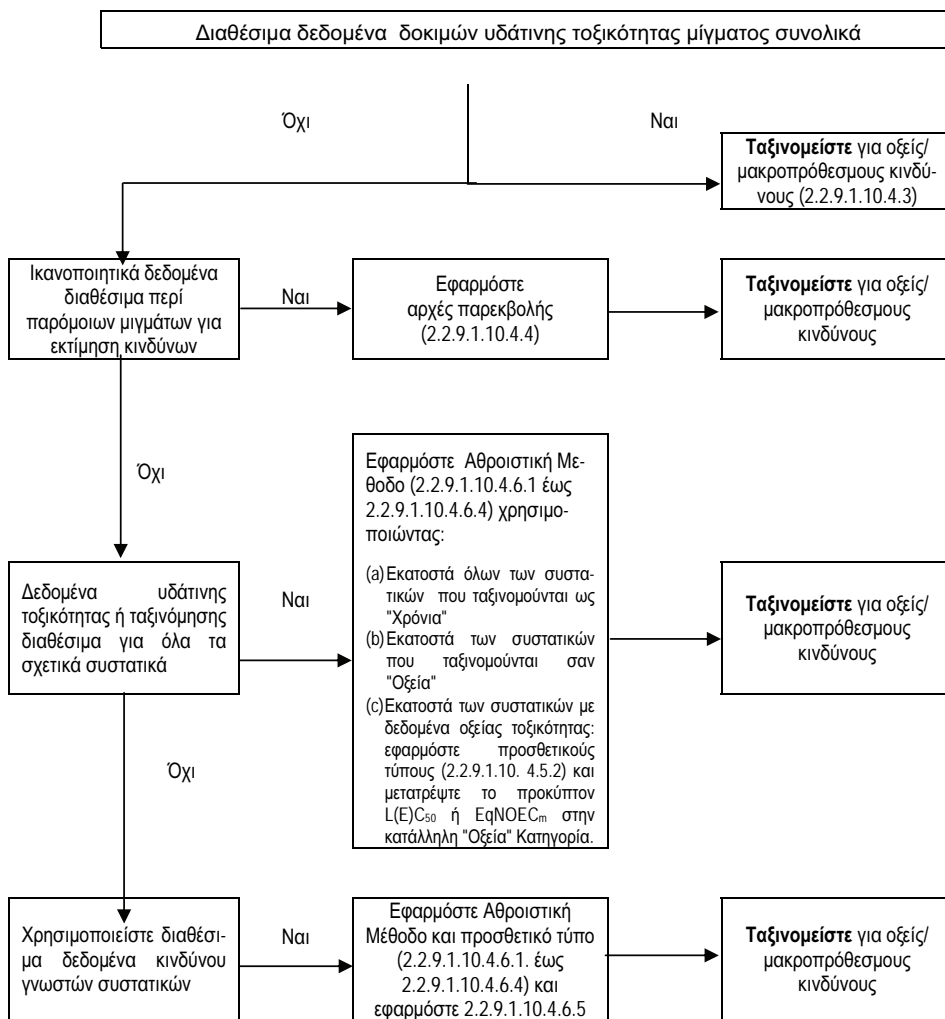 Διαθέσιμα δεδομένα δοκιμών υδάτινης τοξικότητας μίγματος συνολικά
Όχι
Ναι
Ταξινομείστε για οξείς/
μακροπρόθεσμους κινδύ-
νους (2.2.9.1.10.4.3)
Ικανοποιητικά δεδομένα
διαθέσιμα περί
παρόμοιων μιγμάτων για
εκτίμηση κινδύνων
Ναι
Εφαρμόστε
αρχές παρεκβολής
(2.2.9.1.10.4.4)
Ταξινομείστε για οξείς/
μακροπρόθεσμους
κινδύνους
Όχι
Δεδομένα υδάτινης
τοξικότητας ή ταξινόμησης
διαθέσιμα για όλα τα
σχετικά συστατικά
Ναι
Εφαρμόστε Αθροιστική Με-
θοδο (2.2.9.1.10.4.6.1 έως
2.2.9.1.10.4.6.4) χρησιμο-
ποιώντας:
(a) Εκατοστά όλων των συστα-
τικών που ταξινομούνται ως
"Χρόνια"
(b) Εκατοστά των συστατικών
που ταξινομούνται σαν
"Οξεία"
(c) Εκατοστά των συστατικών με
δεδομένα οξείας τοξικότητας:
εφαρμόστε προσθετικούς
τύπους (2.2.9.1.10. 4.5.2) και
μετατρέψτε το προκύπτον
L(E)C₅₀ ή EqNOECₘ στην
κατάλληλη "Οξεία" Κατηγορία.
Ταξινομείστε για οξείς/
μακροπρόθεσμους
κινδύνους
Όχι
Χρησιμοποιείστε διαθέσι-
μα δεδομένα κινδύνου
γνωστών συστατικών
Ναι
Εφαρμόστε Αθροιστική
Μέθοδο και προσθετικό τύπο
(2.2.9.1.10.4.6.1. έως
2.2.9.1.10.4.6.4) και
εφαρμόστε 2.2.9.1.10.4.6.5
Ταξινομείστε για οξείς/
μακροπρόθεσμους
κινδύνους